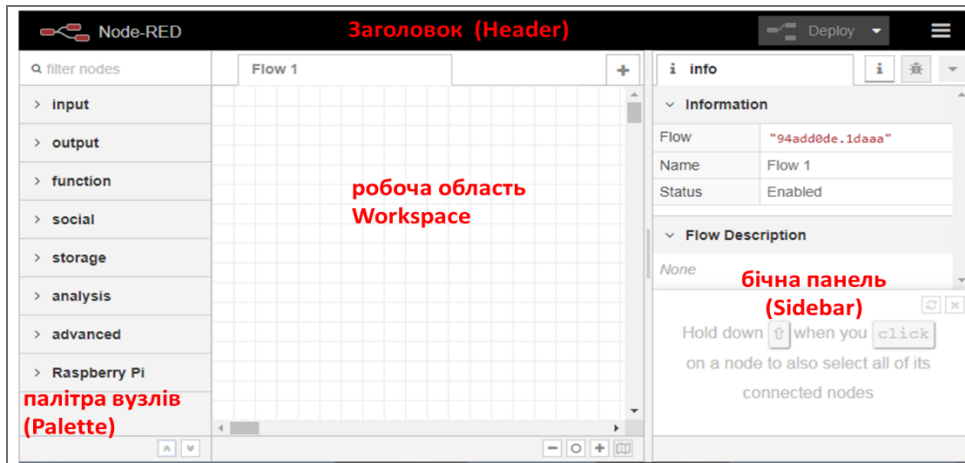 Node-RED
Заголовок (Header)
Deploy
filter nodes
Flow 1
i info
i
> input
> output
> function
> social
> storage
> analysis
> advanced
> Raspberry Pi
палітра вузлів
(Palette)
робоча область
Workspace
Information
Flow "94add0de.1daaa"
Name Flow 1
Status Enabled
Flow Description
None
бічна панель
(Sidebar)
Hold down ⇧ when you click
on a node to also select all of its
connected nodes